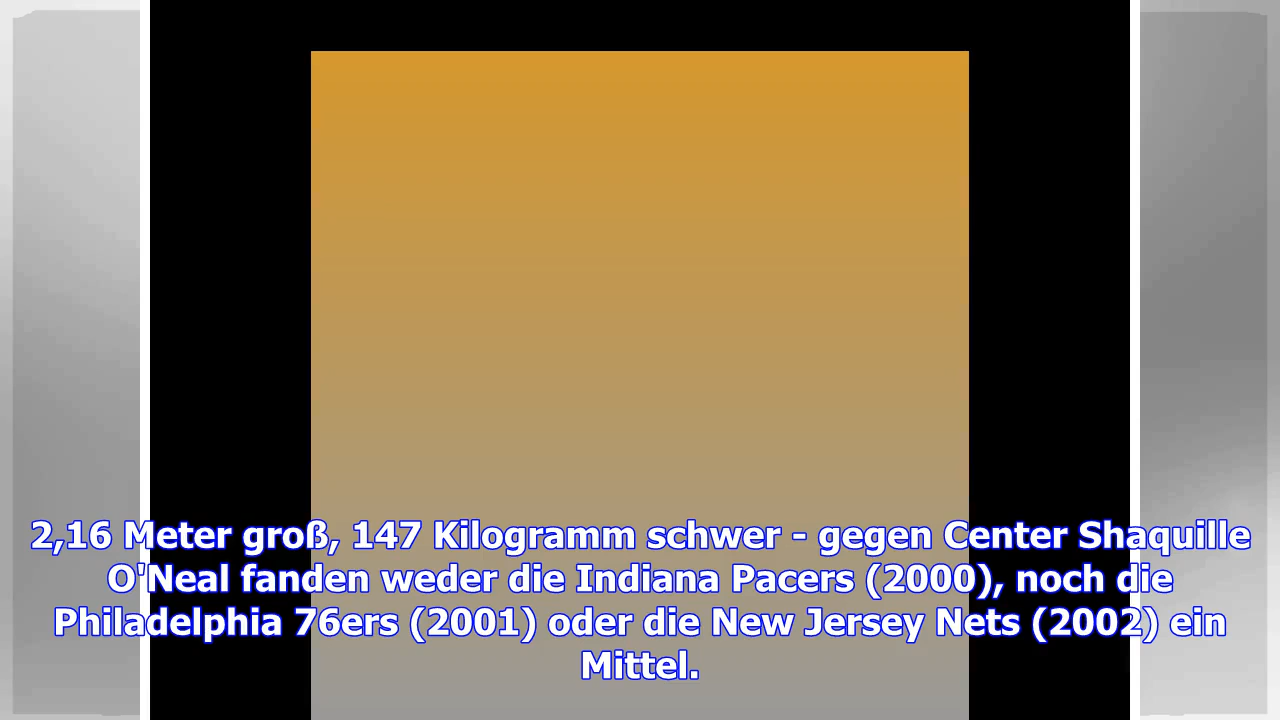 2,16 Meter groß, 147 Kilogramm schwer - gegen Center Shaquille
O'Neal fanden weder die Indiana Pacers (2000), noch die
Philadelphia 76ers (2001) oder die New Jersey Nets (2002) ein
Mittel.